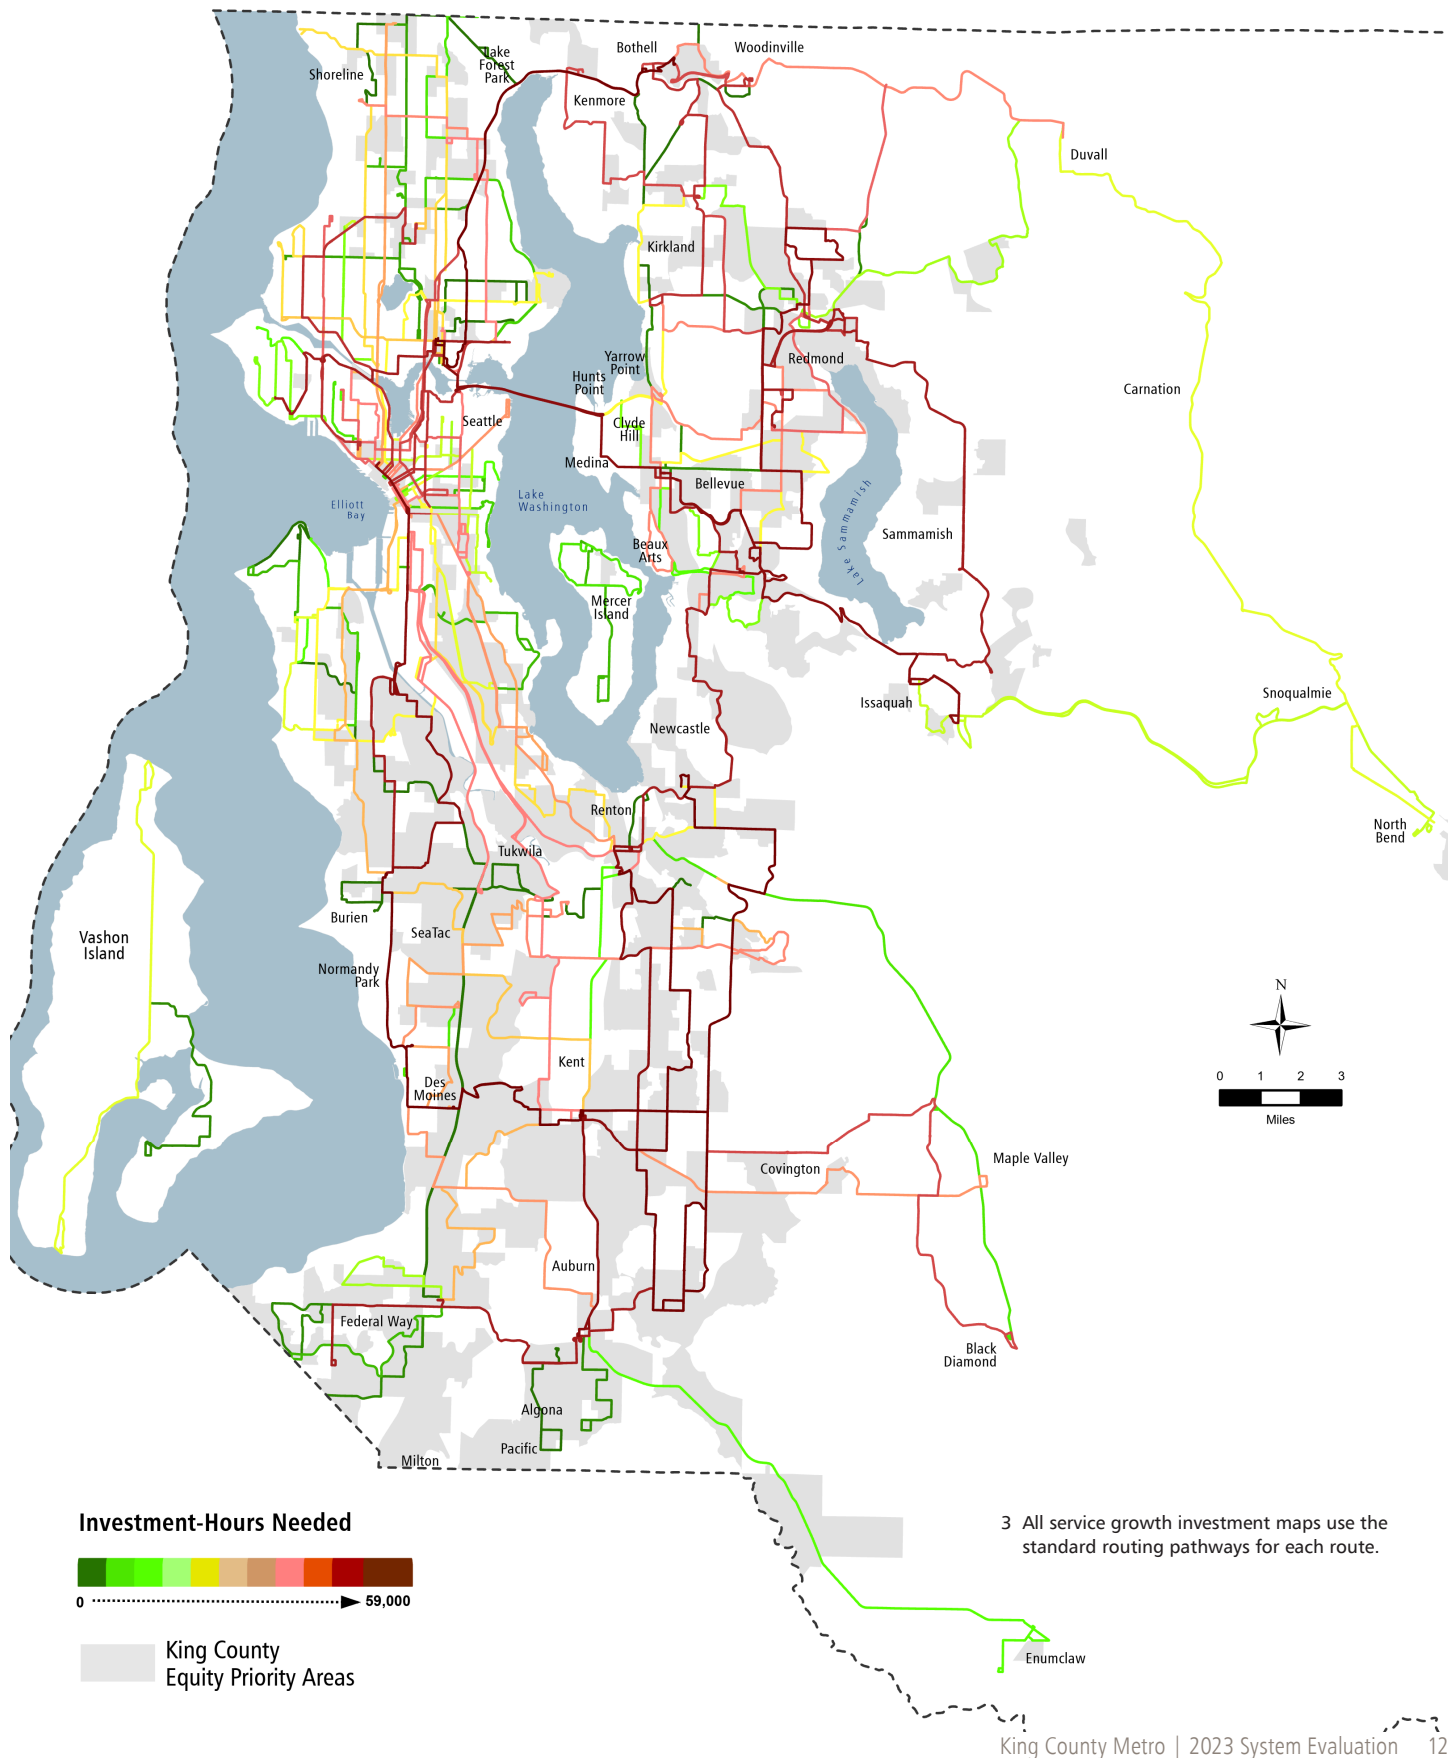 Bothell
Woodinville
Lake
Forest
Park
Shoreline
Kenmore
Duvall
Kirkland
Yarrow
Point
Redmond
Hunts
Point
Carnation
Seattle
Clyde
Hill
Medina
Bellevue
Lake
Washington
Elliott
Bay
Lake Sammamish
Sammamish
Beaux
Arts
Mercer
Island
Issaquah
Snoqualmie
Newcastle
Renton
North
Bend
Tukwila
Burien
Vashon
Island
SeaTac
Normandy
Park
N
Kent
0 1 2 3
Miles
Des
Moines
Covington
Maple Valley
Auburn
Federal Way
Black
Diamond
Algona
Pacific
Milton
Investment-Hours Needed
0 59,000
King County
Equity Priority Areas
3 All service growth investment maps use the
standard routing pathways for each route.
Enumclaw
King County Metro | 2023 System Evaluation 12